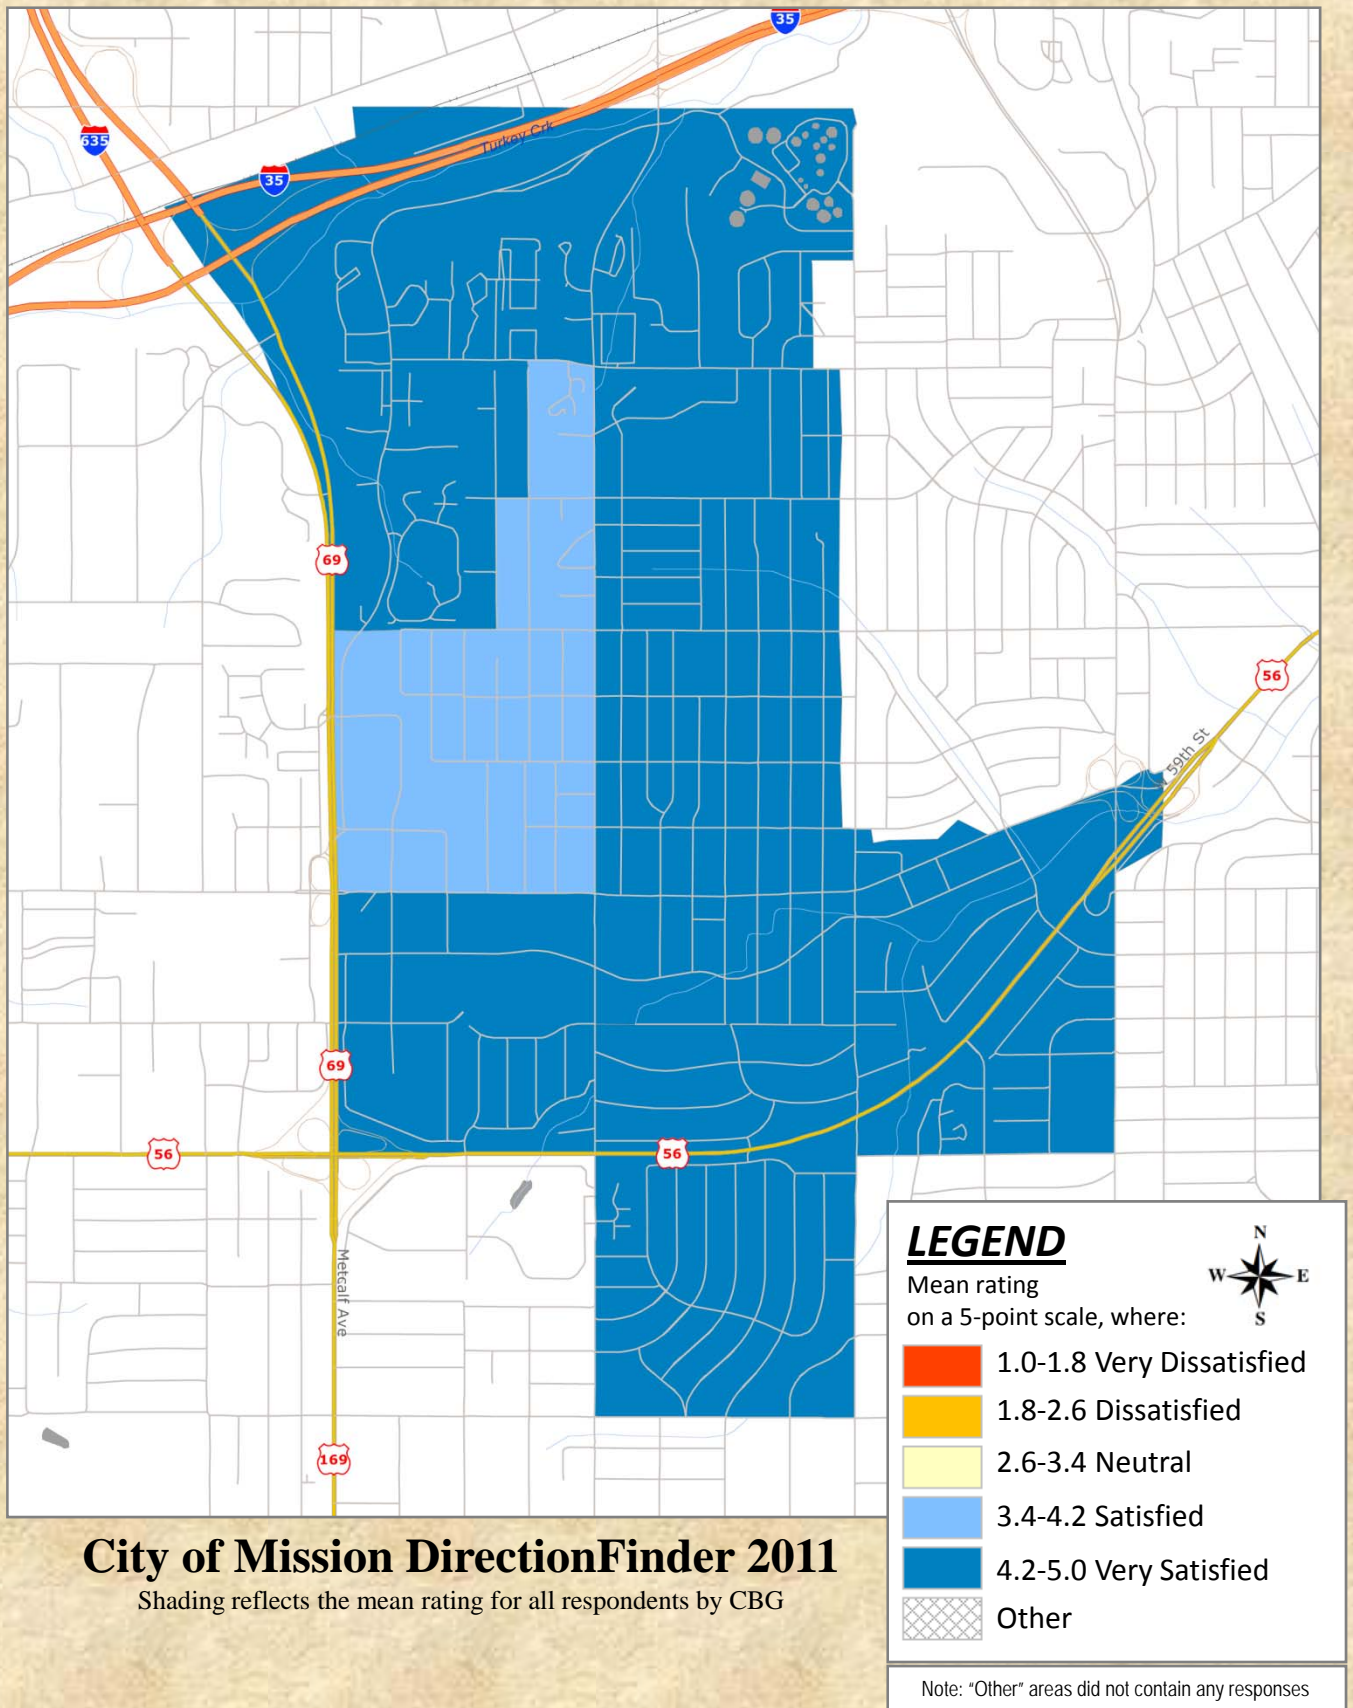 35
635
35
Turkey Crk
69
56
59th St
69
56
56
Metcalf Ave
169
LEGEND
N
W E
S
Mean rating
on a 5-point scale, where:
1.0-1.8 Very Dissatisfied
1.8-2.6 Dissatisfied
2.6-3.4 Neutral
3.4-4.2 Satisfied
4.2-5.0 Very Satisfied
Other
Note: "Other" areas did not contain any responses
City of Mission DirectionFinder 2011
Shading reflects the mean rating for all respondents by CBG